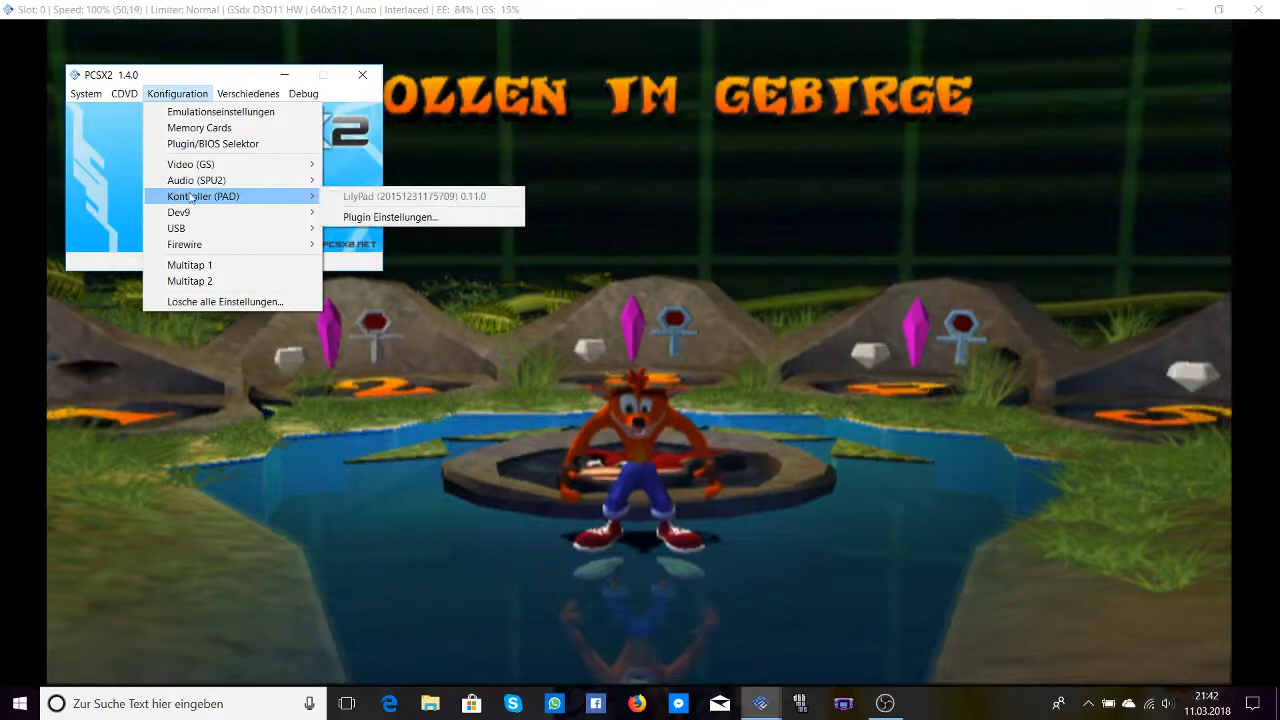 Slot: 0 | Speed: 100% (50,19) | Limiter: Normal | GSdx D3D11 HW | 640x512 | Auto | Interlaced | EE: 84% | GS: 15%
OLLEN IM GEBIRGE
PCSX2 1.4.0
System CDVD Konfiguration Verschiedenes Debug
Emulationseinstellungen
Memory Cards
Plugin/BIOS Selektor
Video (GS)
Audio (SPU2)
Kontroller (PAD)
LilyPad (20151231175709) 0.11.0
Dev9
Plugin Einstellungen...
USB
Firewire
PCSX2.NET
Multitap 1
Multitap 2
Lösche alle Einstellungen...
2
Zur Suche Text hier eingeben
21:42
11.03.2018